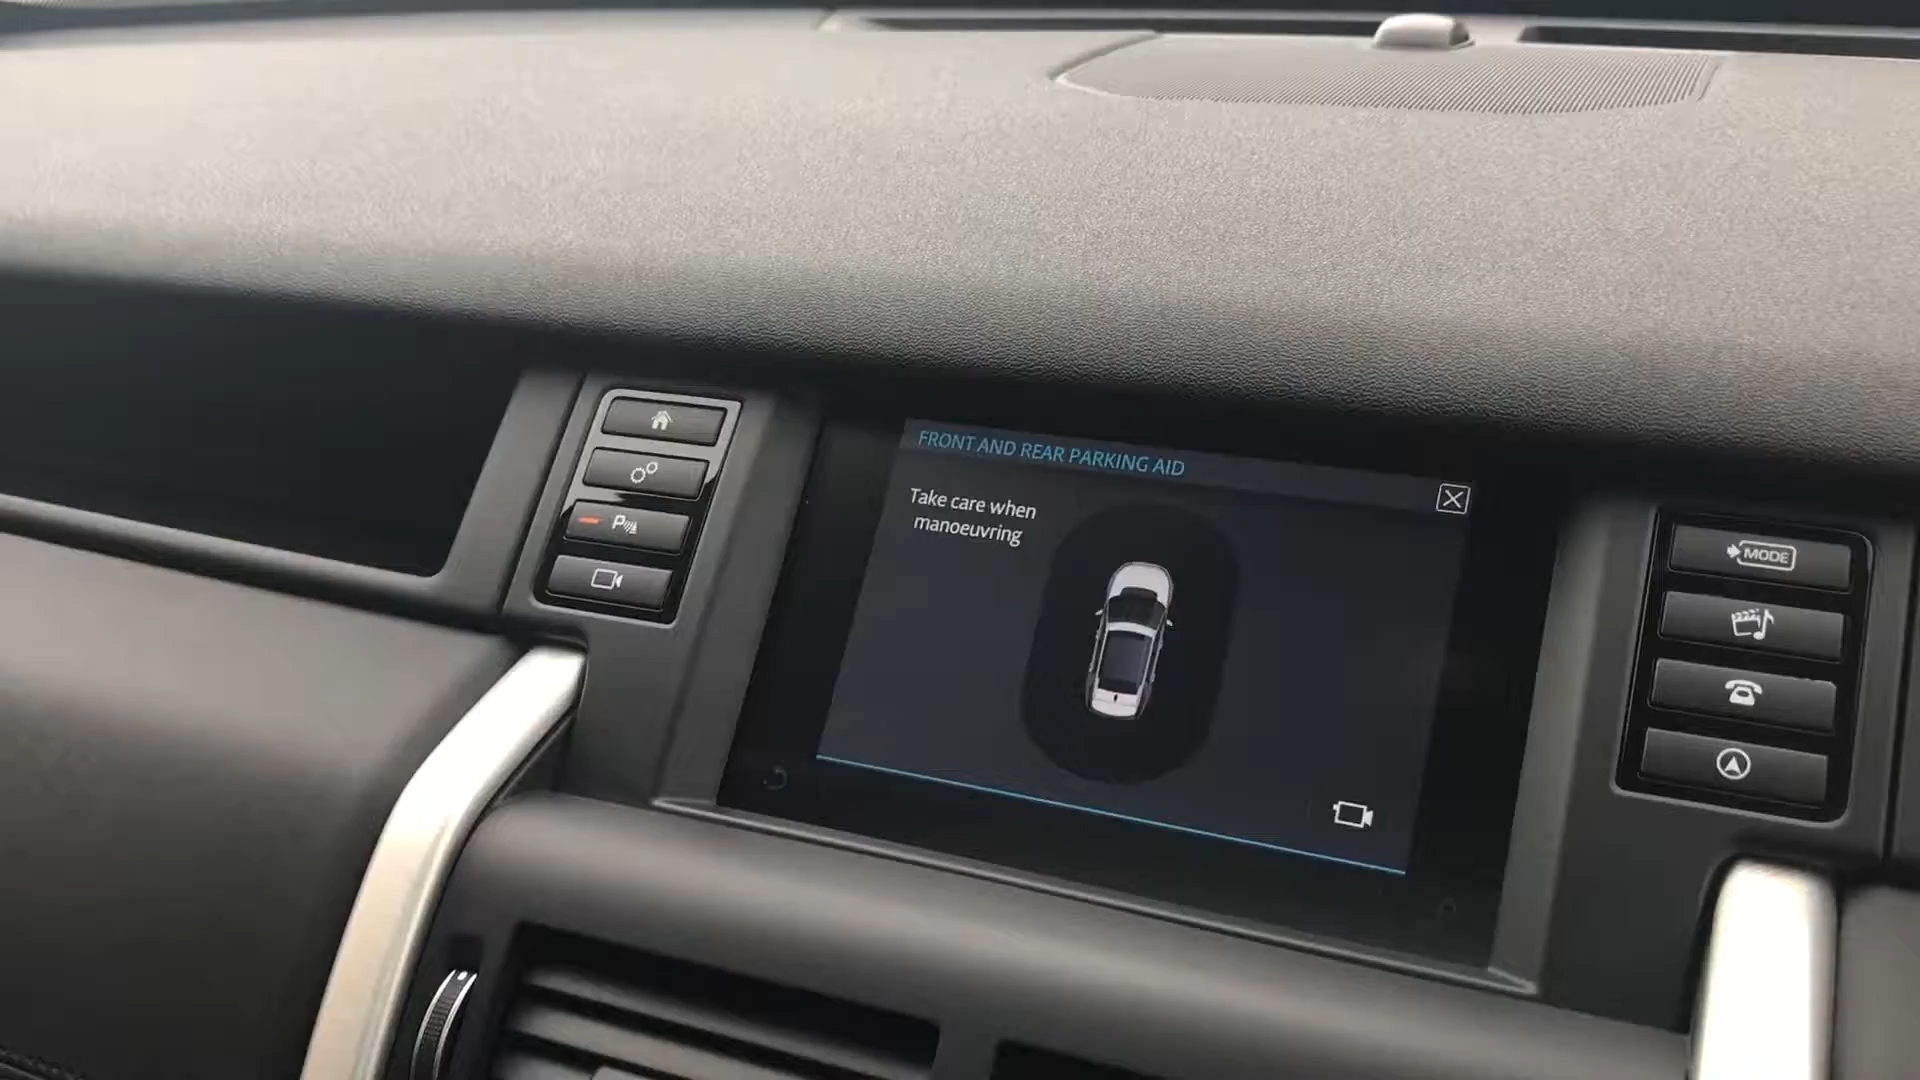 FRONT AND REAR PARKING AID
Take care when
manoeuvring
P
MODE